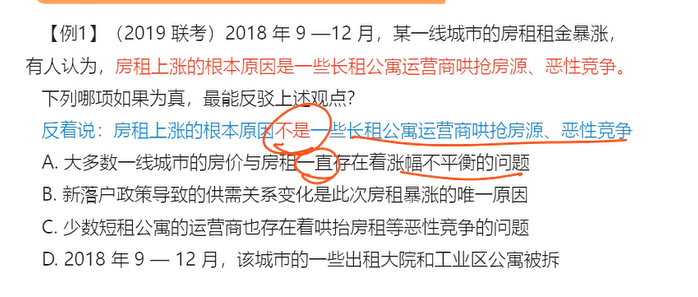 【例1】（2019 联考）2018 年 9 —12 月，某一线城市的房租租金暴涨，
有人认为，房租上涨的根本原因是一些长租公寓运营商哄抢房源、恶性竞争。
下列哪项如果为真，最能反驳上述观点？
反着说：房租上涨的根本原因不是一些长租公寓运营商哄抢房源、恶性竞争
A. 大多数一线城市的房价与房租一直存在着涨幅不平衡的问题
B. 新落户政策导致的供需关系变化是此次房租暴涨的唯一原因
C. 少数短租公寓的运营商也存在着哄抬房租等恶性竞争的问题
D. 2018 年 9 — 12 月，该城市的一些出租大院和工业区公寓被拆